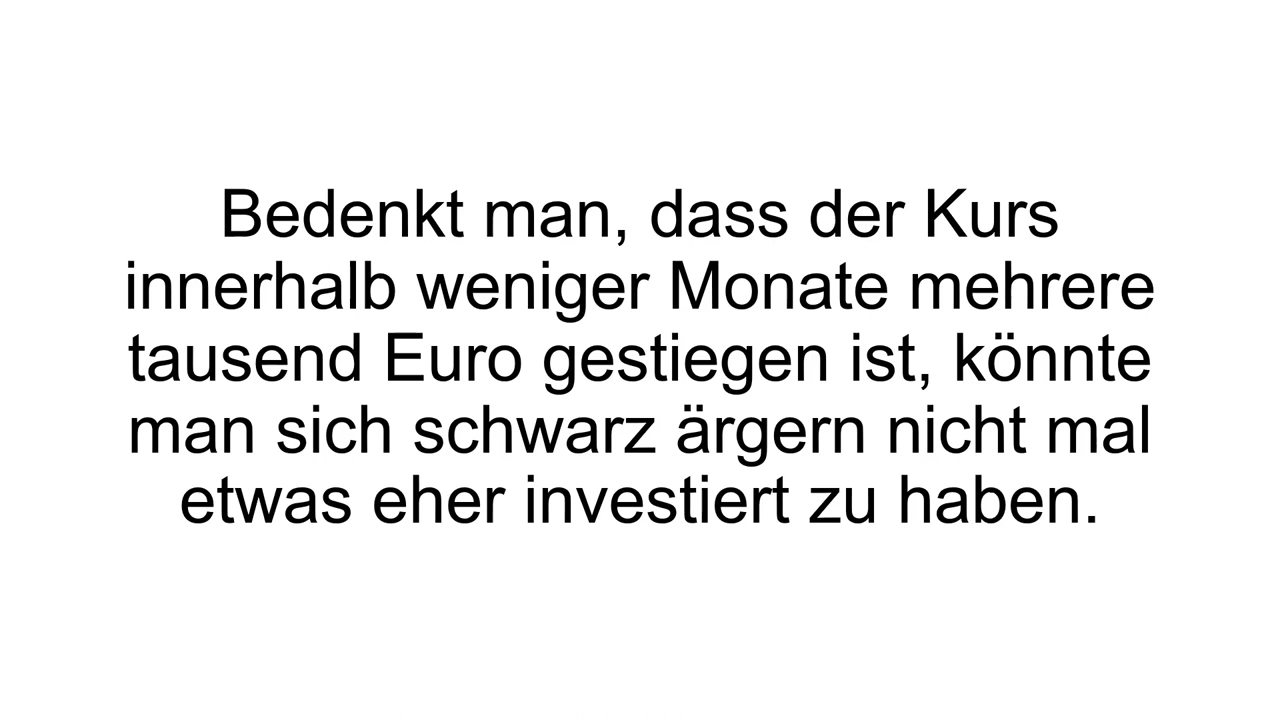 Bedenkt man, dass der Kurs
innerhalb weniger Monate mehrere
tausend Euro gestiegen ist, könnte
man sich schwarz ärgern nicht mal
etwas eher investiert zu haben.